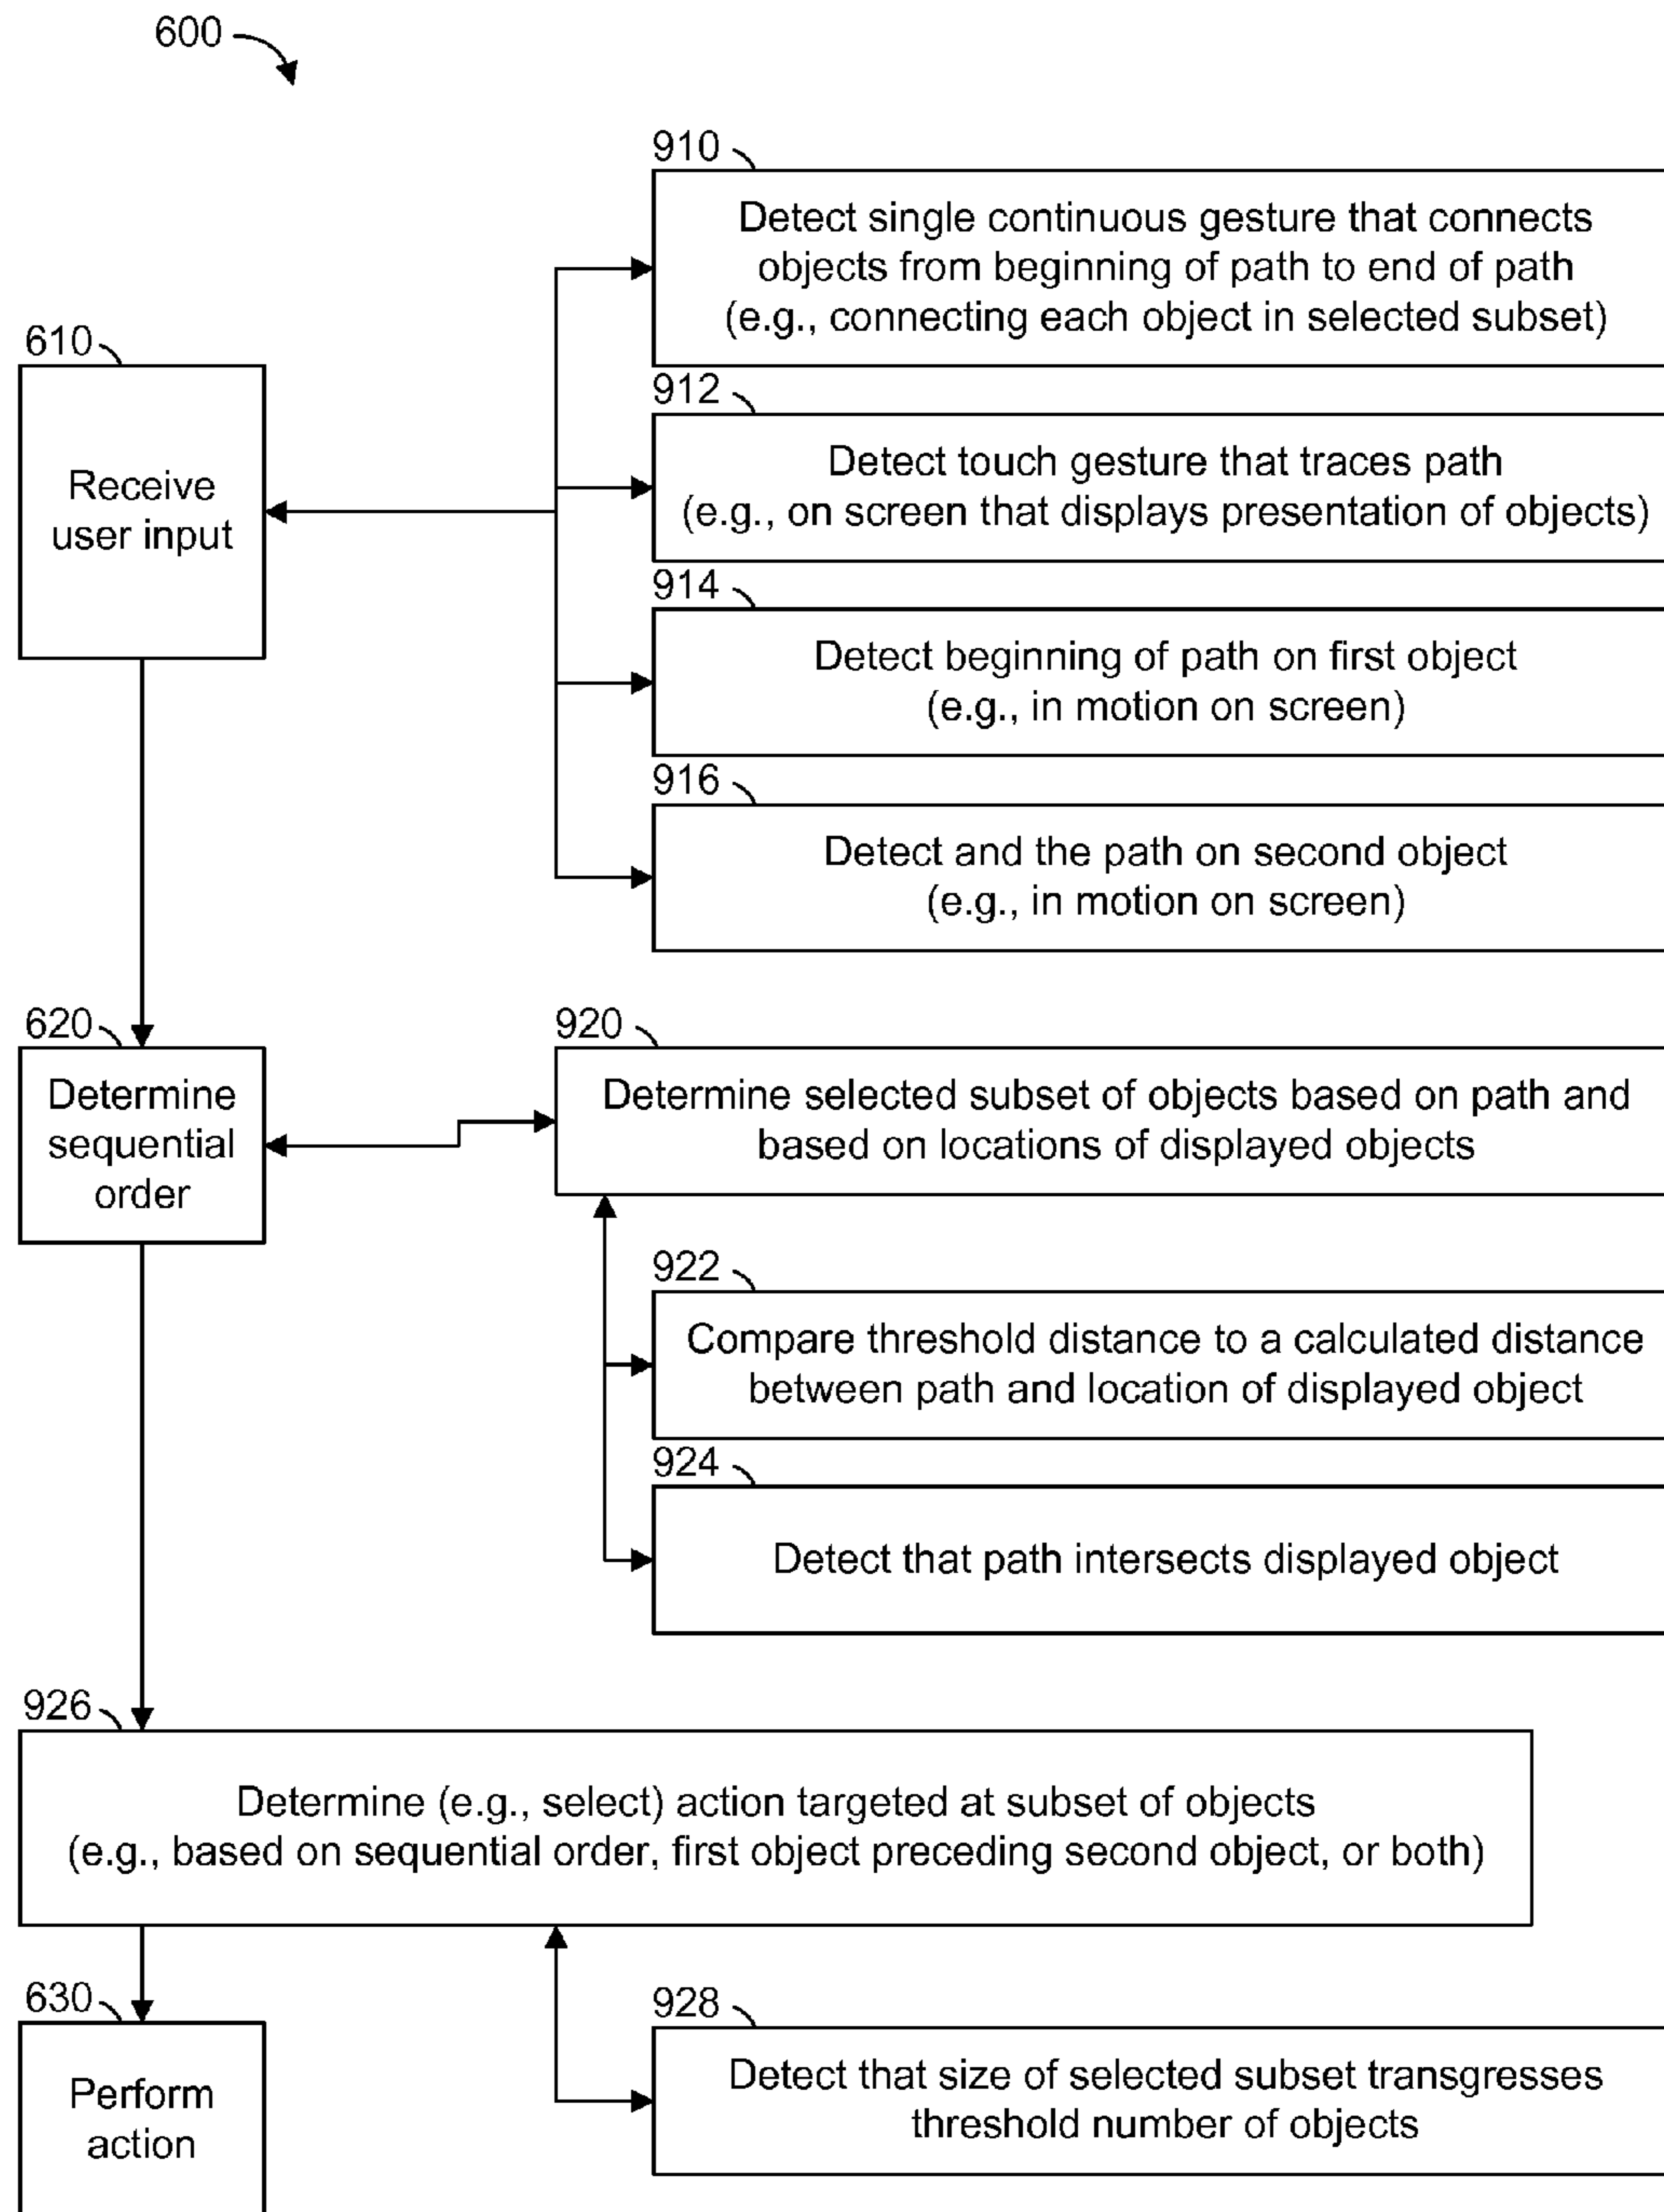 600
910
Detect single continuous gesture that connects
objects from beginning of path to end of path
(e.g., connecting each object in selected subset)
610
Receive
user input
912
Detect touch gesture that traces path
(e.g., on screen that displays presentation of objects)
914
Detect beginning of path on first object
(e.g., in motion on screen)
916
Detect and the path on second object
(e.g., in motion on screen)
620
Determine
sequential
order
920
Determine selected subset of objects based on path and
based on locations of displayed objects
922
Compare threshold distance to a calculated distance
between path and location of displayed object
924
Detect that path intersects displayed object
926
Determine (e.g., select) action targeted at subset of objects
(e.g., based on sequential order, first object preceding second object, or both)
630
Perform
action
928
Detect that size of selected subset transgresses
threshold number of objects